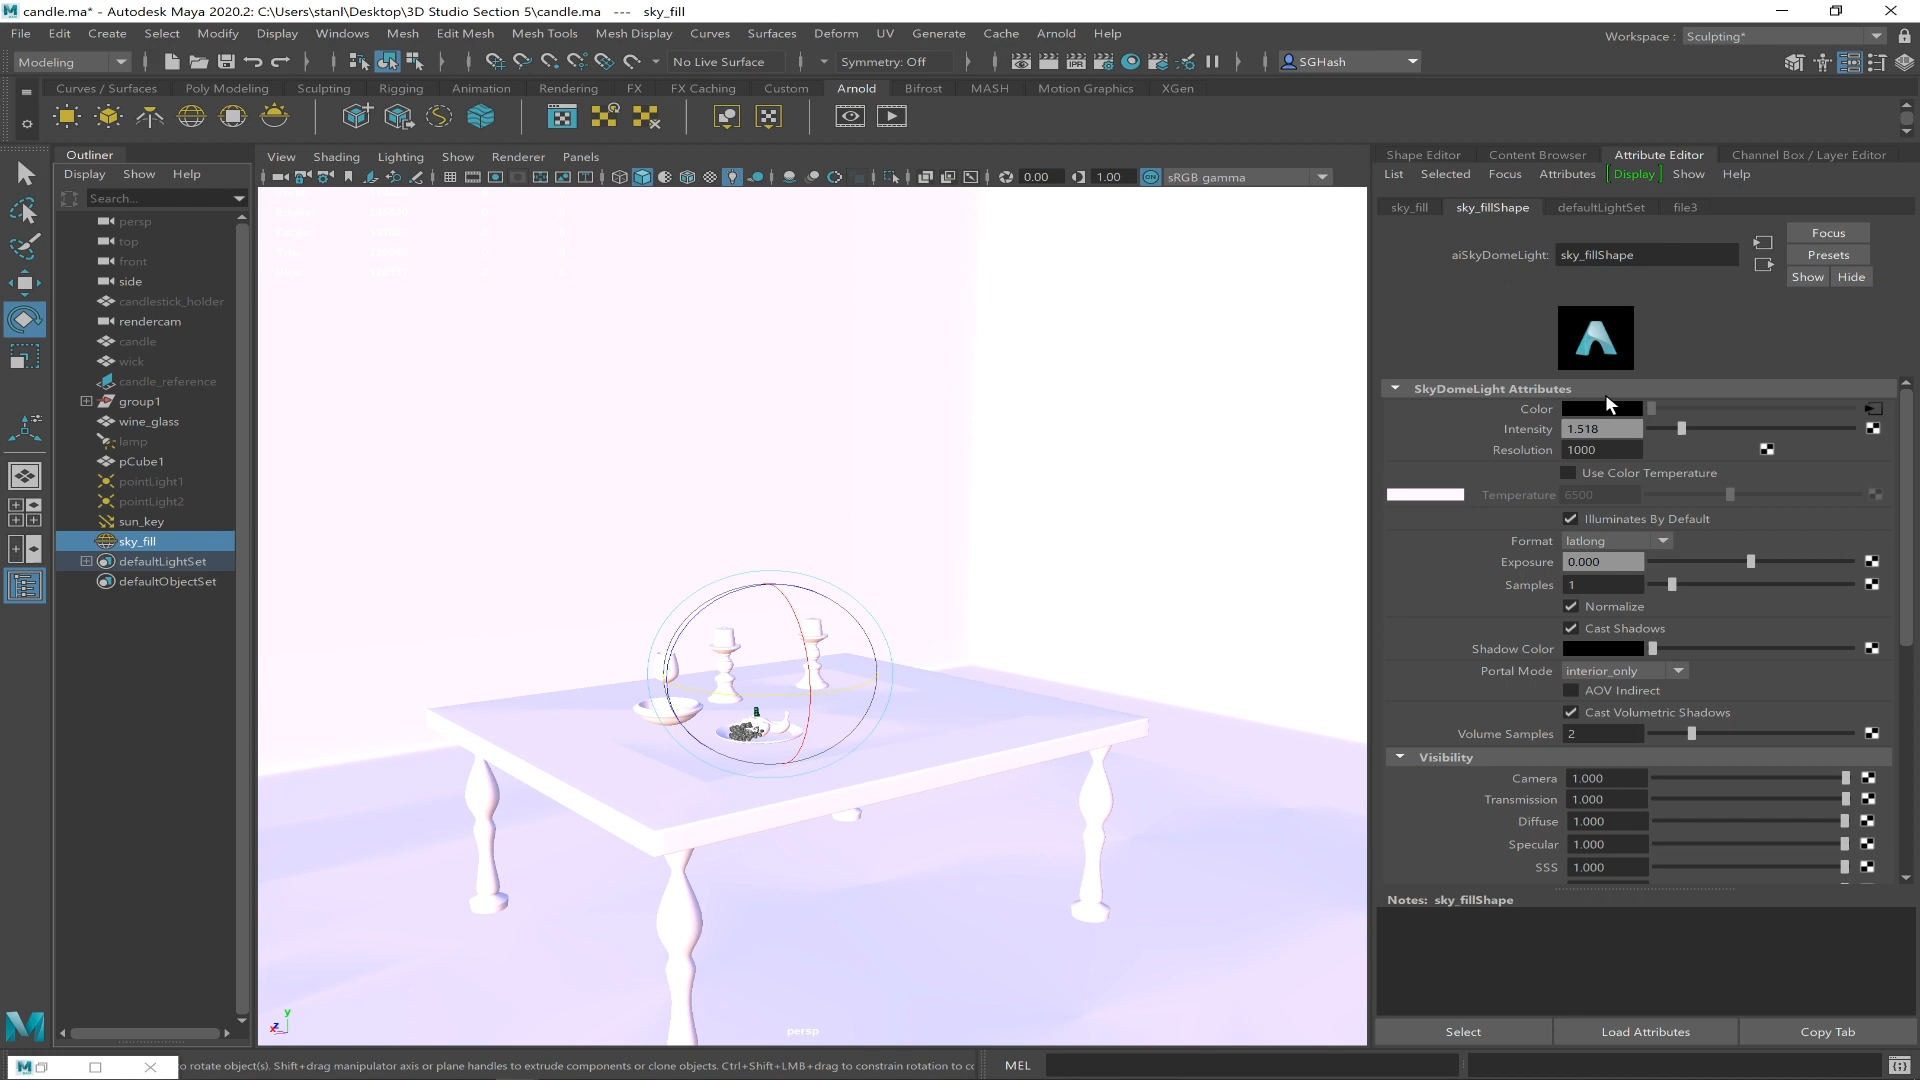 candle.ma* - Autodesk Maya 2020.2: C:\Users\stanl\Desktop\3D Studio Section 5\candle.ma --- sky_fill
File Edit Create Select Modify Display Windows Mesh Edit Mesh Mesh Tools Mesh Display Curves Surfaces Deform UV Generate Cache Arnold Help
Workspace : Sculpting*
Modeling No Live Surface Symmetry: Off SGHash
Curves / Surfaces Poly Modeling Sculpting Rigging Animation Rendering FX FX Caching Custom Arnold Bifrost MASH Motion Graphics XGen
Outliner
Display Show Help
Search...
persp
top
front
side
candlestick_holder
rendercam
candle
wick
candle_reference
group1
wine_glass
lamp
pCube1
pointLight1
pointLight2
sun_key
sky_fill
defaultLightSet
defaultObjectSet
View Shading Lighting Show Renderer Panels
0.00 1.00 ON sRGB gamma
y
z
x
persp
Shape Editor Content Browser Attribute Editor Channel Box / Layer Editor
List Selected Focus Attributes Display Show Help
sky_fill sky_fillShape defaultLightSet file3
aiSkyDomeLight: sky_fillShape
Focus
Presets
Show Hide
SkyDomeLight Attributes
Color
Intensity 1.518
Resolution 1000
Use Color Temperature
Temperature 6500
Illuminates By Default
Format latlong
Exposure 0.000
Samples 1
Normalize
Cast Shadows
Shadow Color
Portal Mode interior_only
AOV Indirect
Cast Volumetric Shadows
Volume Samples 2
Visibility
Camera 1.000
Transmission 1.000
Diffuse 1.000
Specular 1.000
SSS 1.000
Notes: sky_fillShape
Select Load Attributes Copy Tab
o rotate object(s). Shift+drag manipulator axis or plane handles to extrude components or clone objects. Ctrl+Shift+LMB+drag to constrain rotation to cc
MEL